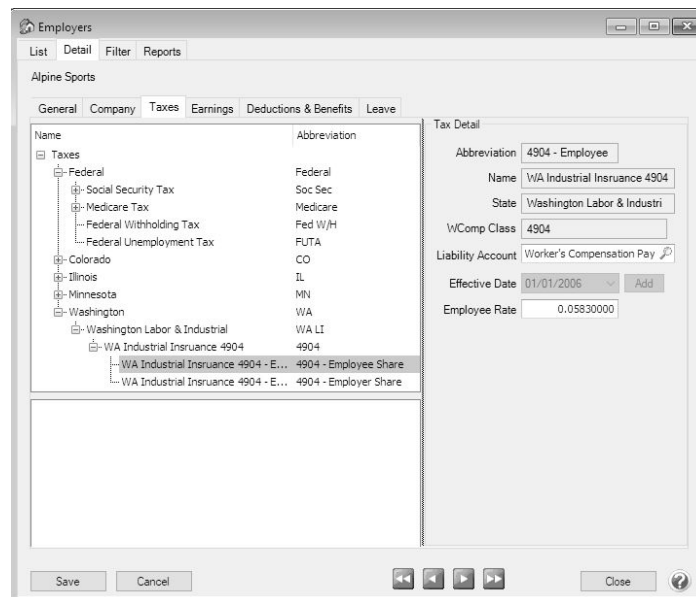 Employers
List Detail Filter Reports
Alpine Sports
General Company Taxes Earnings Deductions & Benefits Leave
Name Abbreviation
Taxes
Federal Federal
Social Security Tax Soc Sec
Medicare Tax Medicare
Federal Withholding Tax Fed W/H
Federal Unemployment Tax FUTA
Colorado CO
Illinois IL
Minnesota MN
Washington WA
Washington Labor & Industrial WA LI
WA Industrial Insruance 4904 4904
WA Industrial Insruance 4904 - E... 4904 - Employee Share
WA Industrial Insruance 4904 - E... 4904 - Employer Share
Tax Detail
Abbreviation 4904 - Employee
Name WA Industrial Insruance 4904
State Washington Labor & Industri
WComp Class 4904
Liability Account Worker's Compensation Pay
Effective Date 01/01/2006 Add
Employee Rate 0.05830000
Save Cancel Close ?